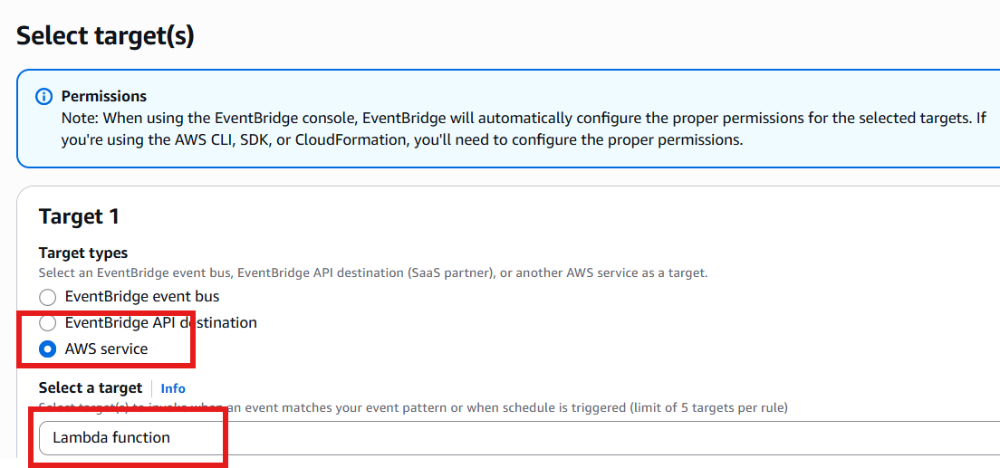 Select target(s)
Permissions
Note: When using the EventBridge console, EventBridge will automatically configure the proper permissions for the selected targets. If
you're using the AWS CLI, SDK, or CloudFormation, you'll need to configure the proper permissions.
Target 1
Target types
Select an EventBridge event bus, EventBridge API destination (SaaS partner), or another AWS service as a target.
EventBridge event bus
EventBridge API destination
AWS service
Select a target Info
Select target(s) to invoke when an event matches your event pattern or when schedule is triggered (limit of 5 targets per rule)
Lambda function